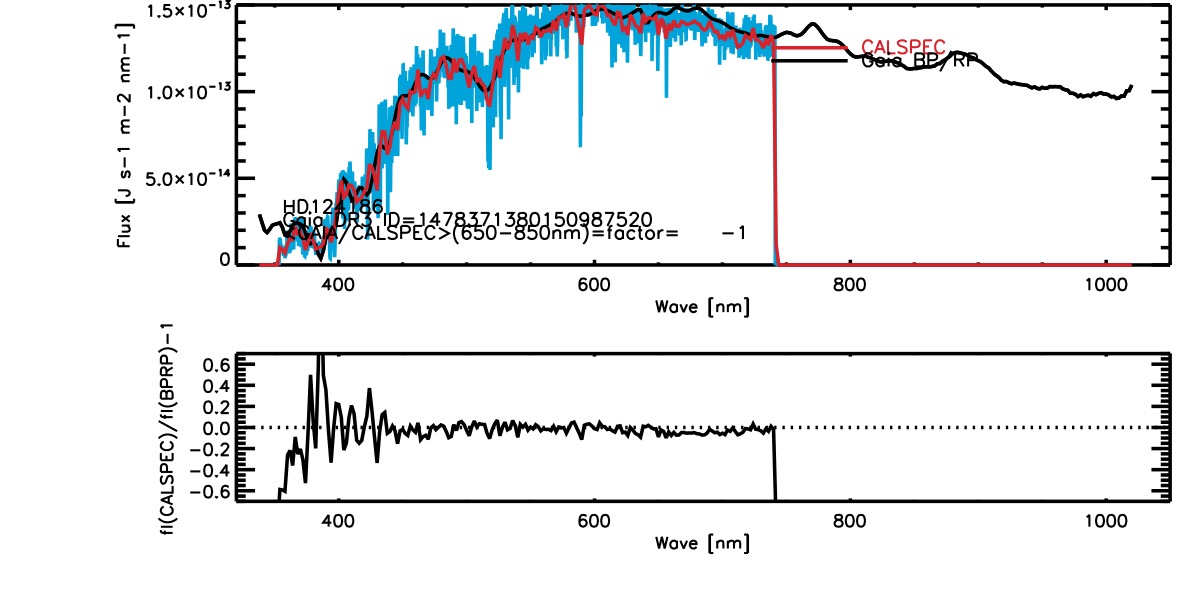 1.5×10−13
1.0×10−13
5.0×10−14
0
Flux [J s−1 m−2 nm−1]
CALSPEC
Gaia BP/RP
HD124186
Gaia DR3 ID=1478371380150987520
<GAIA/CALSPEC>(650−850nm)=factor= −1
400 600 800 1000
Wave [nm]
fl(CALSPEC)/fl(BPRP)−1
0.6
0.4
0.2
0.0
−0.2
−0.4
−0.6
400 600 800 1000
Wave [nm]